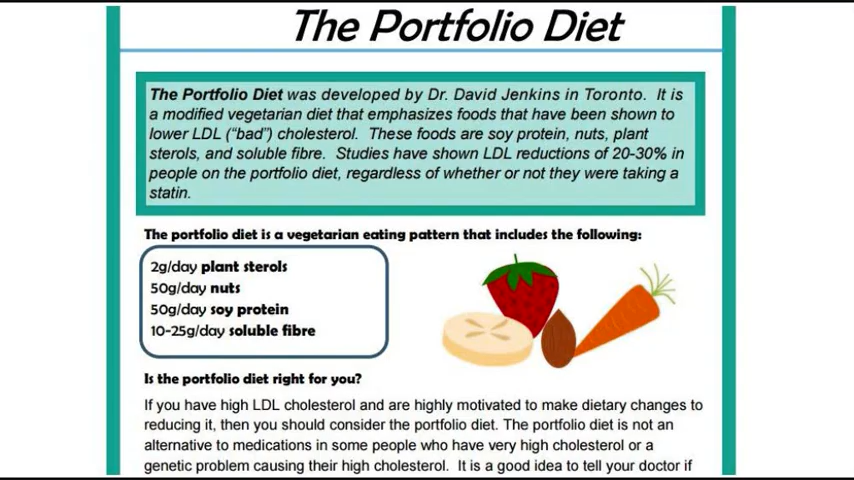 The Portfolio Diet
The Portfolio Diet was developed by Dr. David Jenkins in Toronto. It is
a modified vegetarian diet that emphasizes foods that have been shown to
lower LDL (“bad”) cholesterol. These foods are soy protein, nuts, plant
sterols, and soluble fibre. Studies have shown LDL reductions of 20-30% in
people on the portfolio diet, regardless of whether or not they were taking a
statin.
The portfolio diet is a vegetarian eating pattern that includes the following:
2g/day plant sterols
50g/day nuts
50g/day soy protein
10-25g/day soluble fibre
Is the portfolio diet right for you?
If you have high LDL cholesterol and are highly motivated to make dietary changes to
reducing it, then you should consider the portfolio diet. The portfolio diet is not an
alternative to medications in some people who have very high cholesterol or a
genetic problem causing their high cholesterol. It is a good idea to tell your doctor if